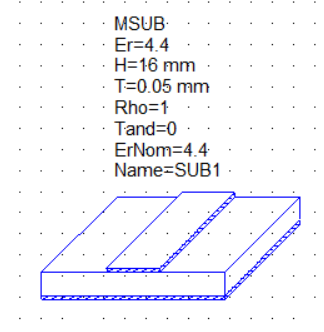 MSUB
Er=4.4
H=16 mm
T=0.05 mm
Rho=1
Tand=0
ErNom=4.4
Name=SUB1